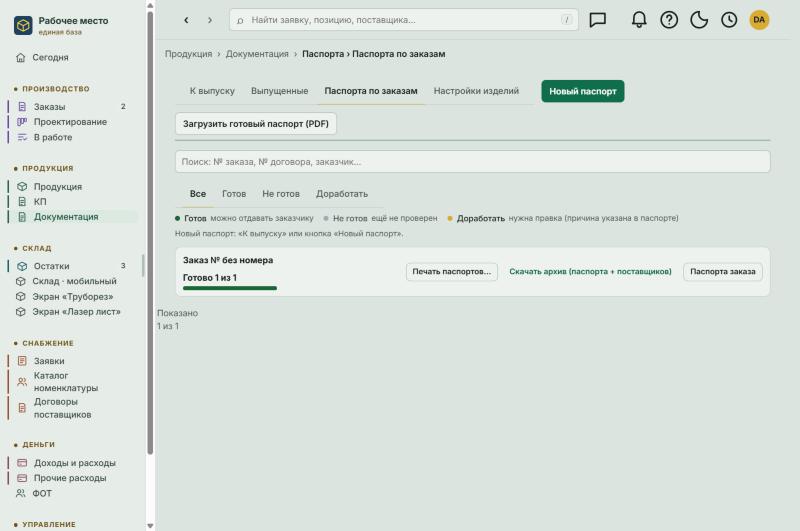 Рабочее место
единая база
Сегодня
ПРОИЗВОДСТВО
Заказы 2
Проектирование
В работе
ПРОДУКЦИЯ
Продукция
КП
Документация
СКЛАД
Остатки 3
Склад · мобильный
Экран «Труборез»
Экран «Лазер лист»
СНАБЖЕНИЕ
Заявки
Каталог
номенклатуры
Договоры
поставщиков
ДЕНЬГИ
Доходы и расходы
Прочие расходы
ФОТ
УПРАВЛЕНИЕ
Найти заявку, позицию, поставщика... /
DA
Продукция › Документация › Паспорта › Паспорта по заказам
К выпуску Выпущенные Паспорта по заказам Настройки изделий Новый паспорт
Загрузить готовый паспорт (PDF)
Поиск: № заказа, № договора, заказчик...
Все Готов Не готов Доработать
Готов можно отдавать заказчику Не готов ещё не проверен Доработать нужна правка (причина указана в паспорте)
Новый паспорт: «К выпуску» или кнопка «Новый паспорт».
Заказ № без номера
Готово 1 из 1
Печать паспортов... Скачать архив (паспорта + поставщиков) Паспорта заказа
Показано
1 из 1